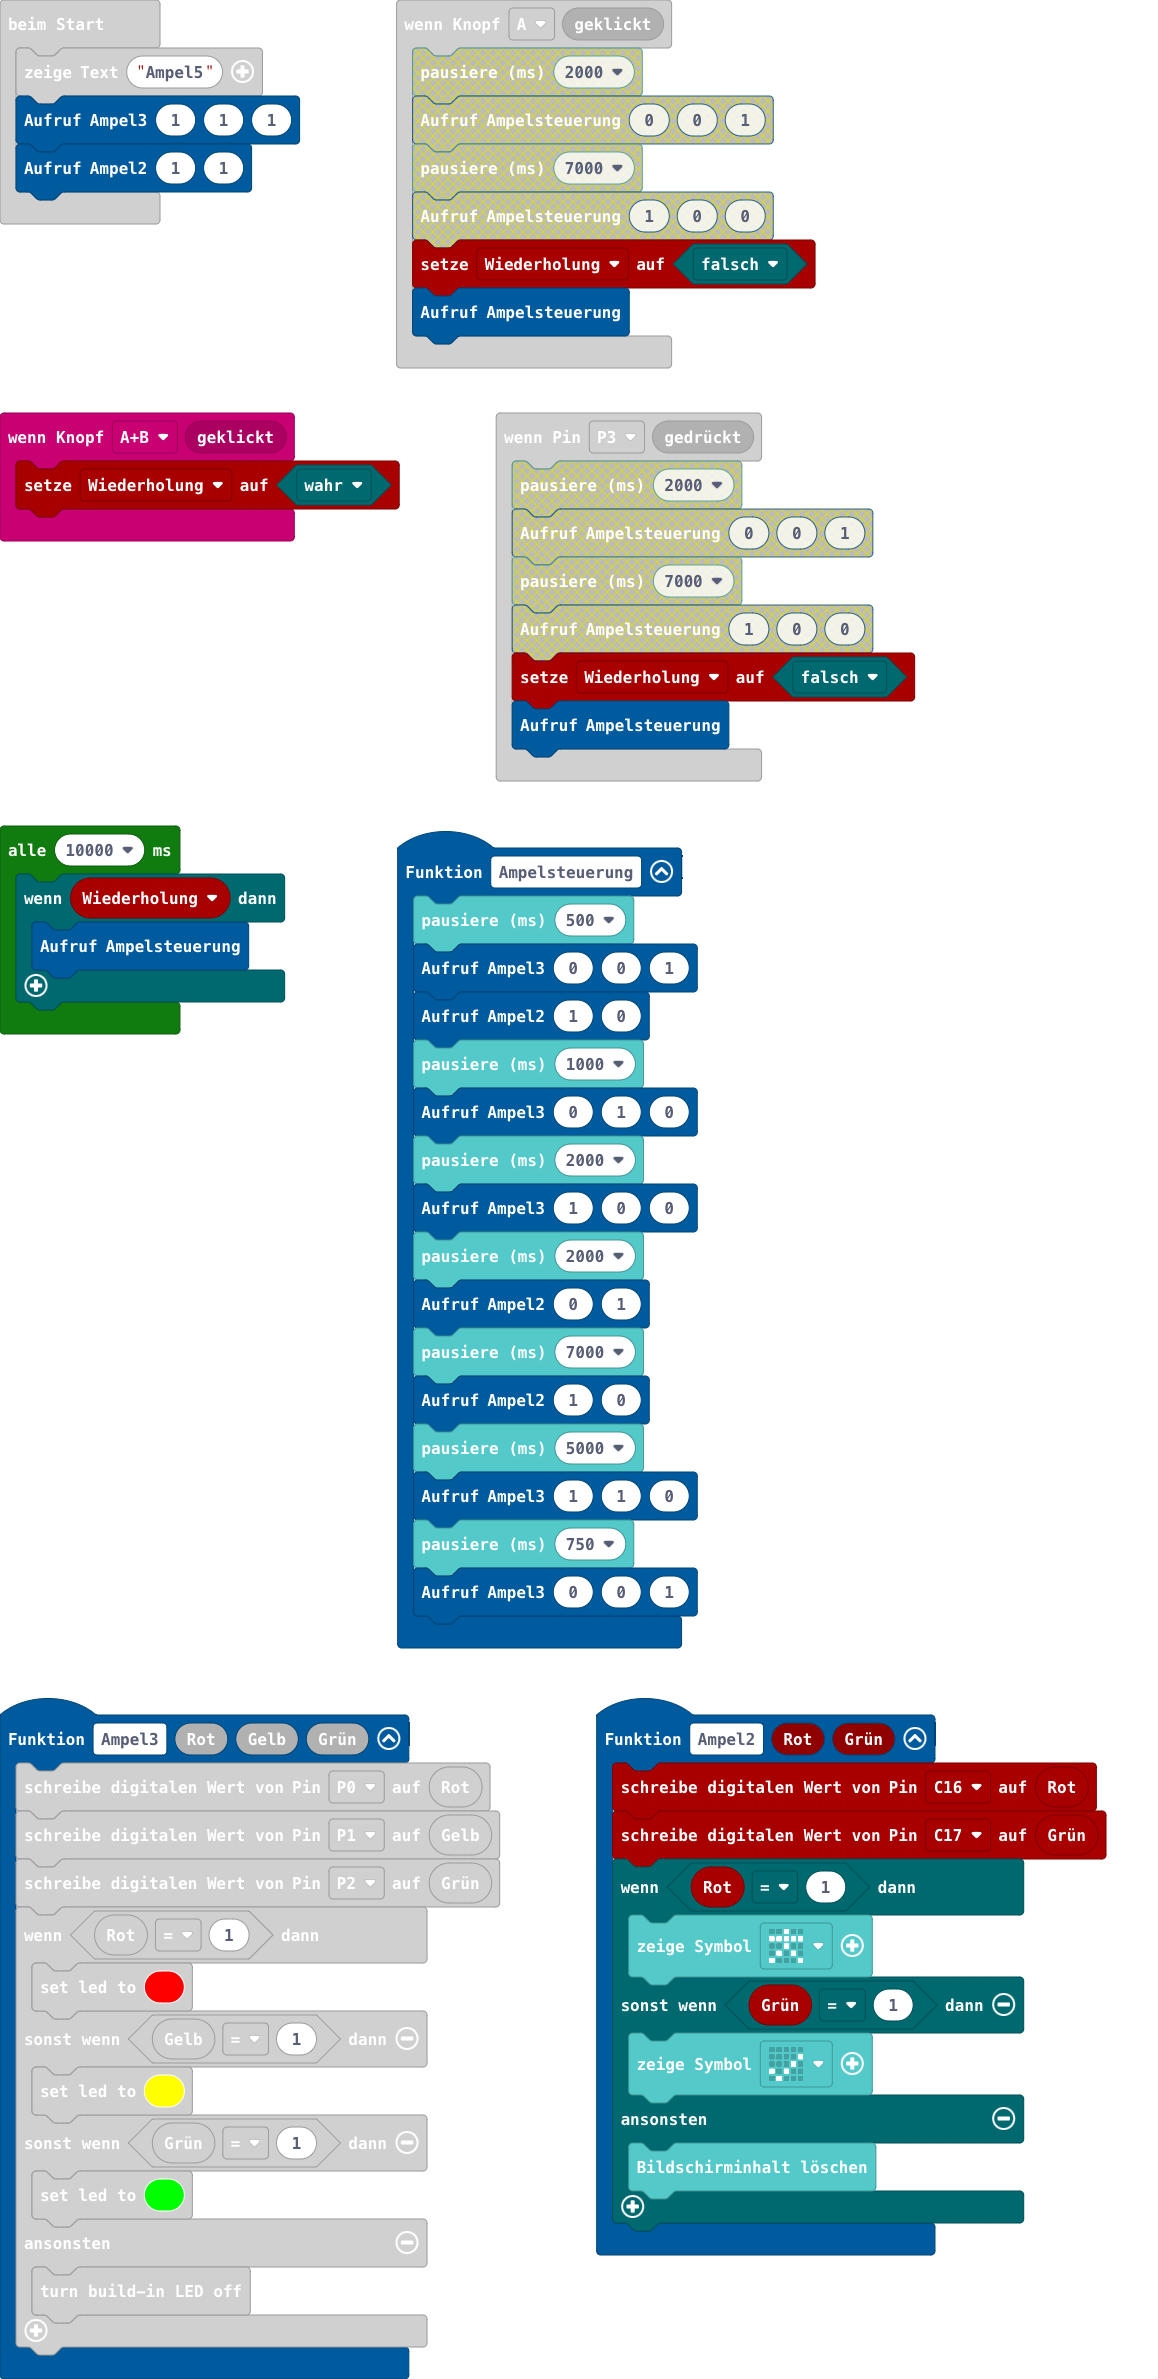 beim Start
zeige Text "Ampel5"
Aufruf Ampel3 1 1 1
Aufruf Ampel2 1 1
wenn Knopf A geklickt
pausiere (ms) 2000
Aufruf Ampelsteuerung 0 0 1
pausiere (ms) 7000
Aufruf Ampelsteuerung 1 0 0
setze Wiederholung auf falsch
Aufruf Ampelsteuerung
wenn Knopf A+B geklickt
setze Wiederholung auf wahr
wenn Pin P3 gedrückt
pausiere (ms) 2000
Aufruf Ampelsteuerung 0 0 1
pausiere (ms) 7000
Aufruf Ampelsteuerung 1 0 0
setze Wiederholung auf falsch
Aufruf Ampelsteuerung
alle 10000 ms
wenn Wiederholung dann
Aufruf Ampelsteuerung
Funktion Ampelsteuerung
pausiere (ms) 500
Aufruf Ampel3 0 0 1
Aufruf Ampel2 1 0
pausiere (ms) 1000
Aufruf Ampel3 0 1 0
pausiere (ms) 2000
Aufruf Ampel3 1 0 0
pausiere (ms) 2000
Aufruf Ampel2 0 1
pausiere (ms) 7000
Aufruf Ampel2 1 0
pausiere (ms) 5000
Aufruf Ampel3 1 1 0
pausiere (ms) 750
Aufruf Ampel3 0 0 1
Funktion Ampel3 Rot Gelb Grün
schreibe digitalen Wert von Pin P0 auf Rot
schreibe digitalen Wert von Pin P1 auf Gelb
schreibe digitalen Wert von Pin P2 auf Grün
wenn Rot = 1 dann
set led to
sonst wenn Gelb = 1 dann
set led to
sonst wenn Grün = 1 dann
set led to
ansonsten
turn build-in LED off
Funktion Ampel2 Rot Grün
schreibe digitalen Wert von Pin C16 auf Rot
schreibe digitalen Wert von Pin C17 auf Grün
wenn Rot = 1 dann
zeige Symbol
sonst wenn Grün = 1 dann
zeige Symbol
ansonsten
Bildschirminhalt löschen